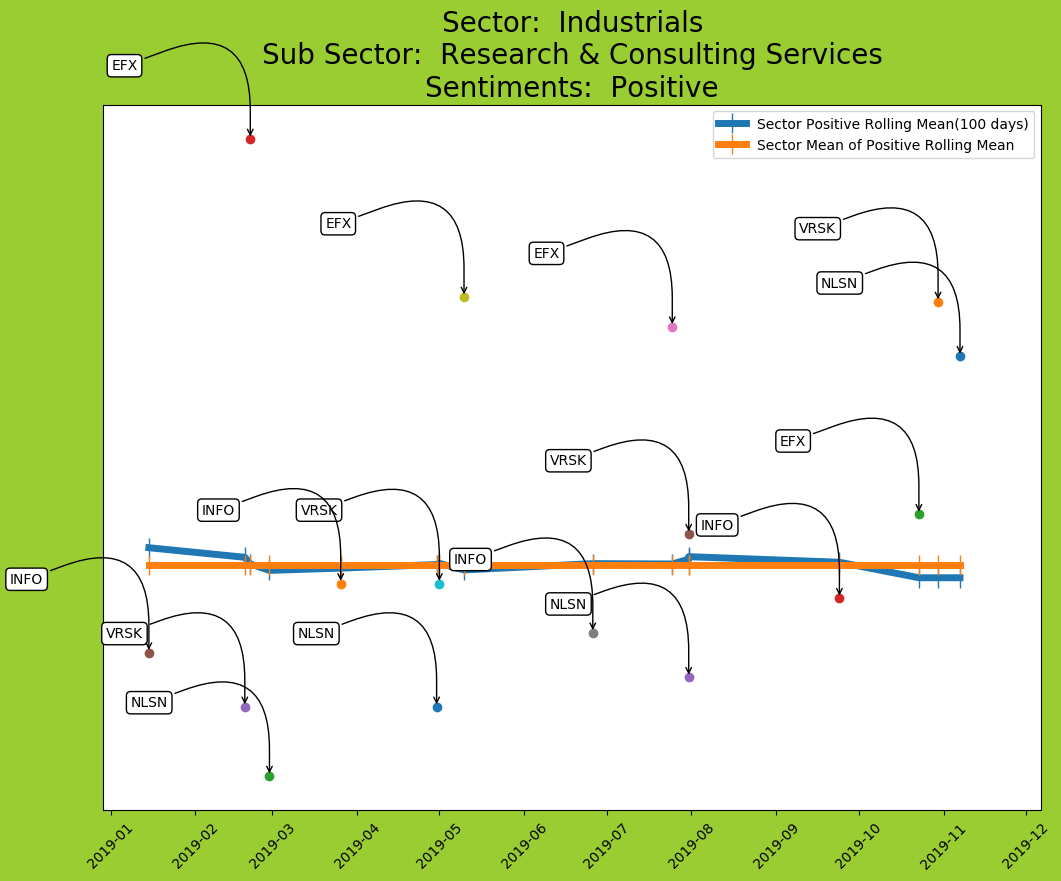 Sector:  Industrials
Sub Sector:  Research & Consulting Services
Sentiments:  Positive
EFX
Sector Positive Rolling Mean(100 days)
Sector Mean of Positive Rolling Mean
EFX
VRSK
EFX
NLSN
EFX
VRSK
INFO
VRSK
INFO
INFO
INFO
NLSN
VRSK
NLSN
NLSN
2019-01
2019-02
2019-03
2019-04
2019-05
2019-06
2019-07
2019-08
2019-09
2019-10
2019-11
2019-12